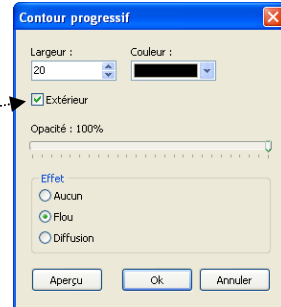 Contour progressif
Largeur : Couleur :
20
Extérieur
Opacité : 100%
Effet
Aucun
Flou
Diffusion
Aperçu Ok Annuler